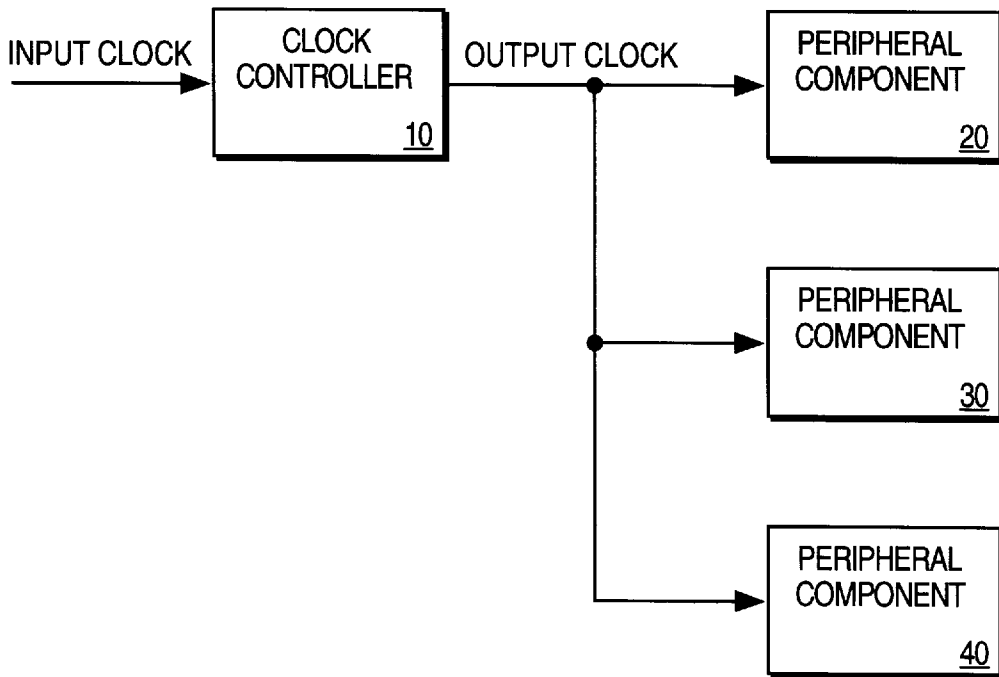 INPUT CLOCK
CLOCK
CONTROLLER
10
OUTPUT CLOCK
PERIPHERAL
COMPONENT
20
PERIPHERAL
COMPONENT
30
PERIPHERAL
COMPONENT
40